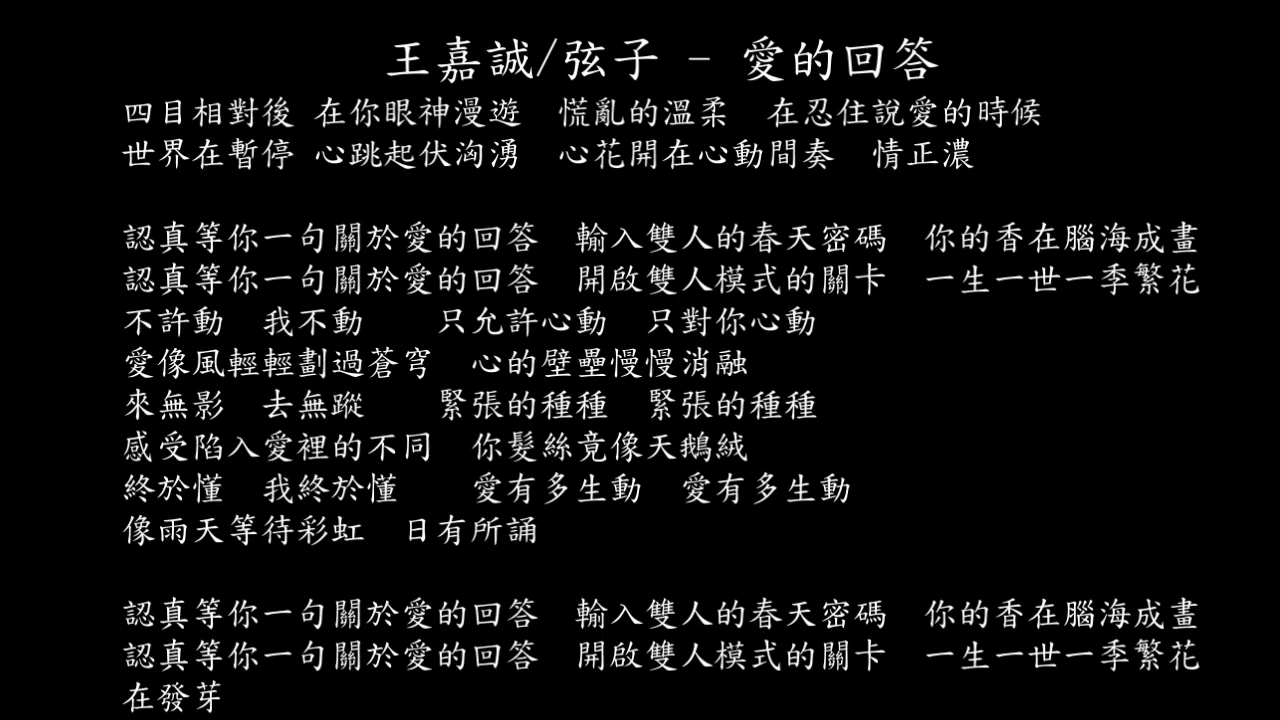 王嘉誠/弦子 - 愛的回答
四目相對後 在你眼神漫遊　慌亂的溫柔　在忍住說愛的時候
世界在暫停 心跳起伏洶湧　心花開在心動間奏　情正濃
認真等你一句關於愛的回答　輸入雙人的春天密碼　你的香在腦海成畫
認真等你一句關於愛的回答　開啟雙人模式的關卡　一生一世一季繁花
不許動　我不動　　只允許心動　只對你心動
愛像風輕輕劃過蒼穹　心的壁壘慢慢消融
來無影　去無蹤　　緊張的種種　緊張的種種
感受陷入愛裡的不同　你髮絲竟像天鵝絨
終於懂　我終於懂　　愛有多生動　愛有多生動
像雨天等待彩虹　日有所誦
認真等你一句關於愛的回答　輸入雙人的春天密碼　你的香在腦海成畫
認真等你一句關於愛的回答　開啟雙人模式的關卡　一生一世一季繁花
在發芽